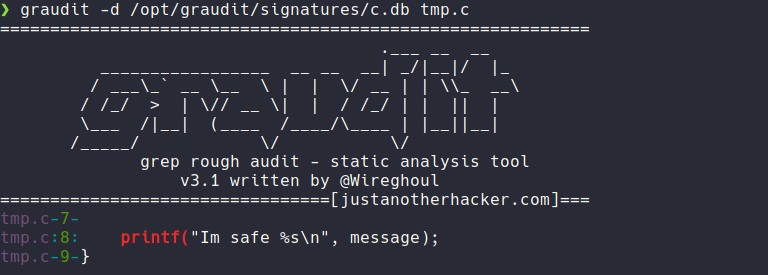 ❯ graudit -d /opt/graudit/signatures/c.db tmp.c
===========================================================
graudit
grep rough audit - static analysis tool
v3.1 written by @Wireghoul
=================================[justanotherhacker.com]===
tmp.c-7-
tmp.c:8:    printf("Im safe %s\n", message);
tmp.c-9-}